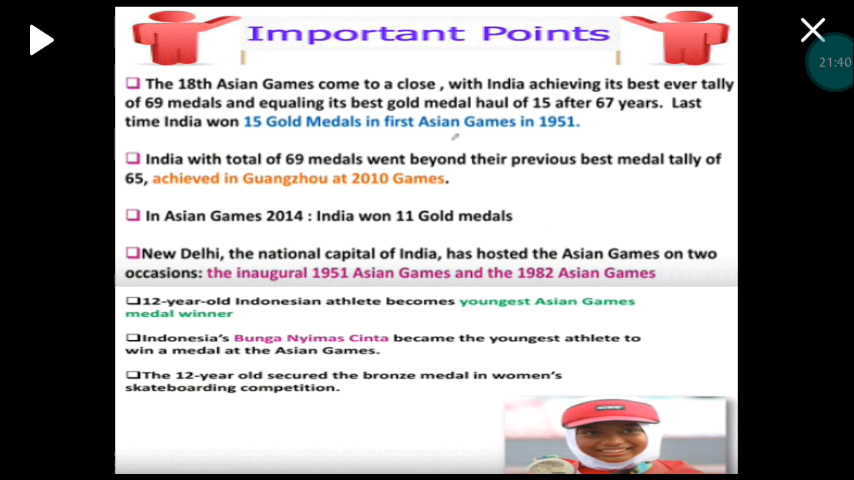 Important Points
21:40
The 18th Asian Games come to a close , with India achieving its best ever tally
of 69 medals and equaling its best gold medal haul of 15 after 67 years. Last
time India won 15 Gold Medals in first Asian Games in 1951.
India with total of 69 medals went beyond their previous best medal tally of
65, achieved in Guangzhou at 2010 Games.
In Asian Games 2014 : India won 11 Gold medals
New Delhi, the national capital of India, has hosted the Asian Games on two
occasions: the inaugural 1951 Asian Games and the 1982 Asian Games
12-year-old Indonesian athlete becomes youngest Asian Games
medal winner
Indonesia's Bunga Nyimas Cinta became the youngest athlete to
win a medal at the Asian Games.
The 12-year old secured the bronze medal in women's
skateboarding competition.